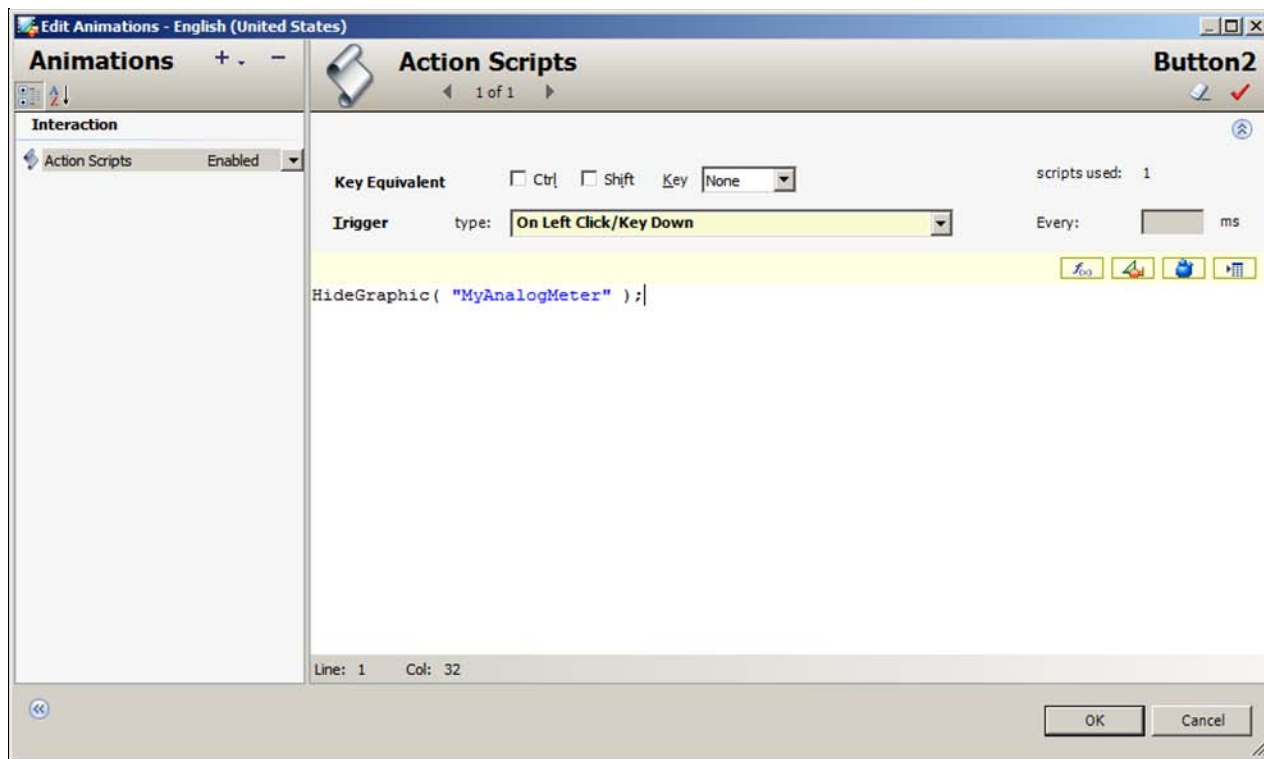 Edit Animations - English (United States)
Animations
Action Scripts
Button2
1 of 1
Interaction
Action Scripts Enabled
Key Equivalent Ctrl Shift Key None scripts used: 1
Trigger type: On Left Click/Key Down Every: ms
HideGraphic( "MyAnalogMeter" );
Line: 1 Col: 32
OK Cancel